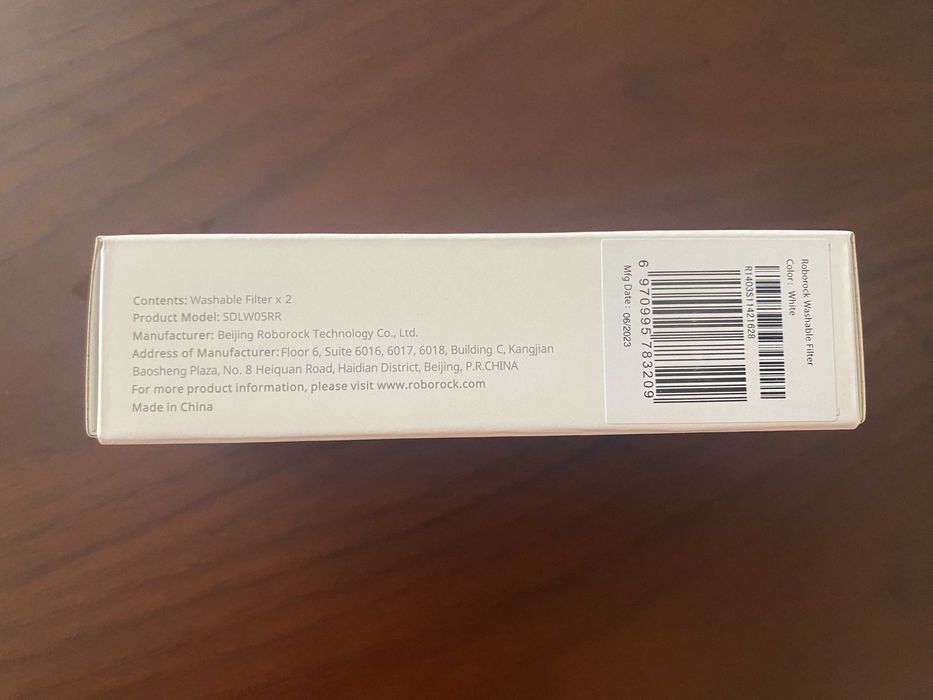 Contents: Washable Filter x 2
Product Model: SDLW05RR
Manufacturer: Beijing Roborock Technology Co., Ltd.
Address of Manufacturer: Floor 6, Suite 6016, 6017, 6018, Building C, Kangjian
Baosheng Plaza, No. 8 Heiquan Road, Haidian District, Beijing, P.R.CHINA
For more product information, please visit www.roborock.com
Made in China
Roborock Washable Filter
Color: White
R1403S11421628
6 970995 783209
Mfg Date: 06/2023